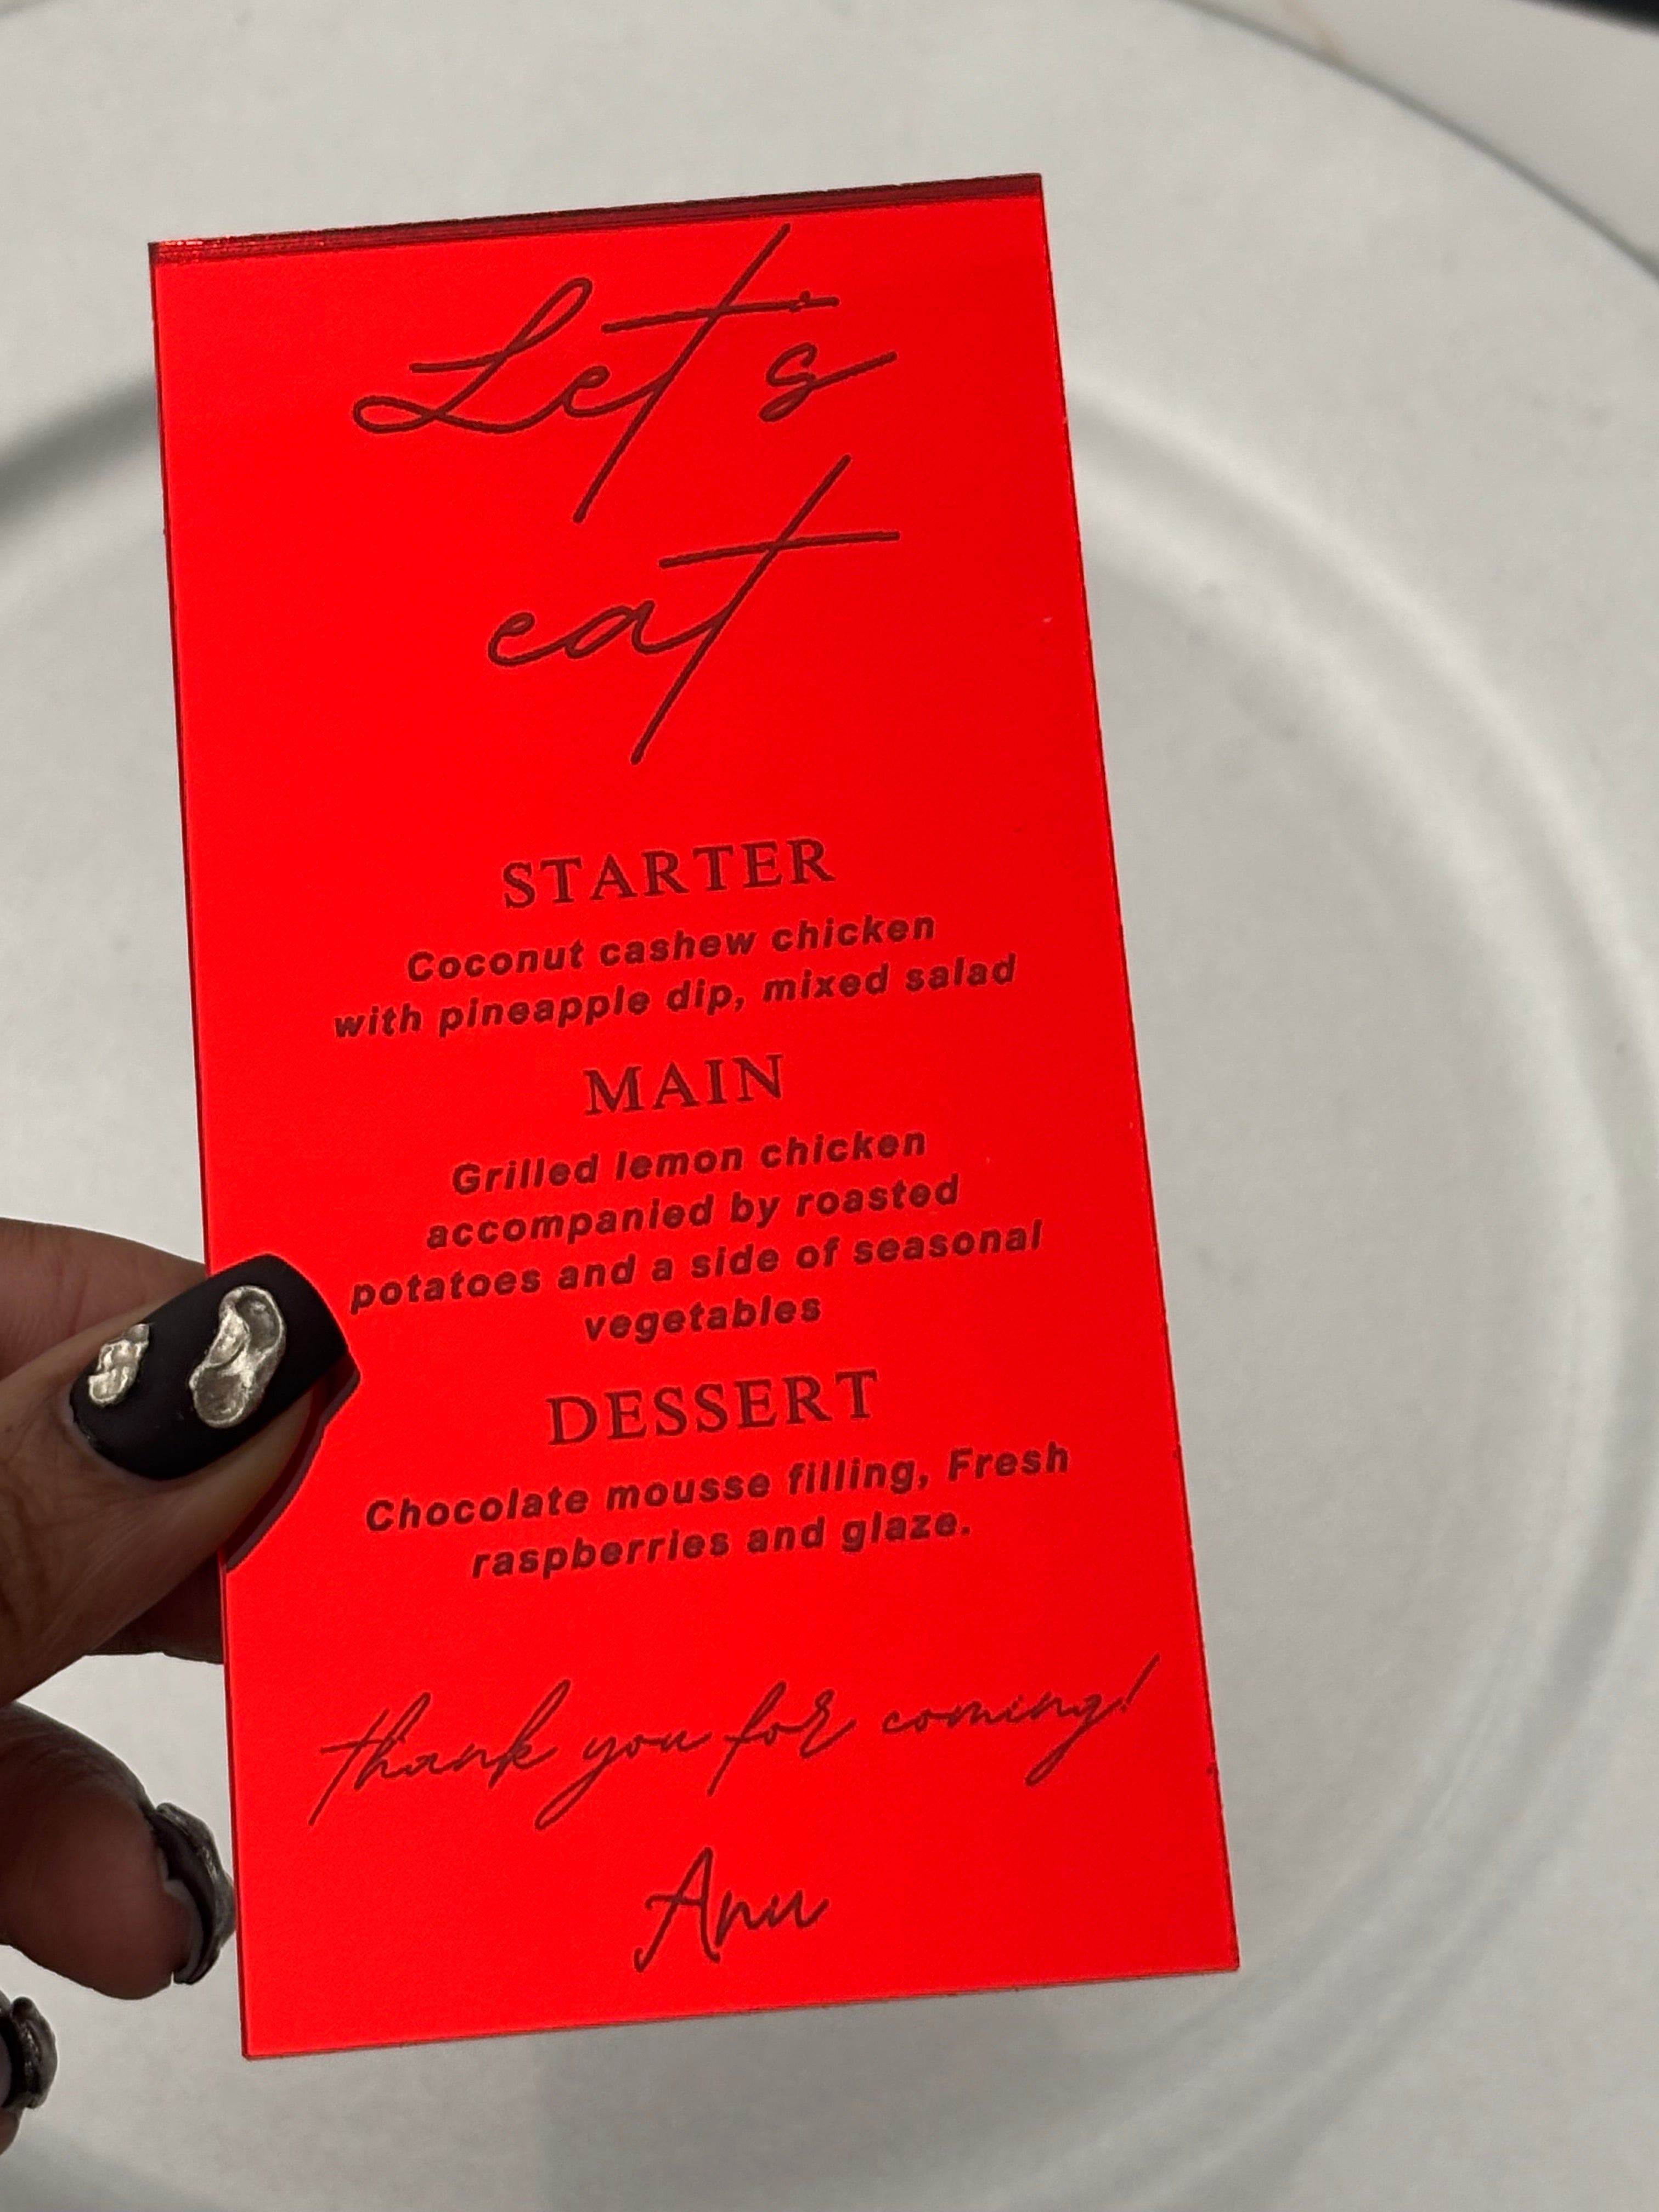 Let's
eat
STARTER
Coconut cashew chicken
with pineapple dip, mixed salad
MAIN
Grilled lemon chicken
accompanied by roasted
potatoes and a side of seasonal
vegetables
DESSERT
Chocolate mousse filling, Fresh
raspberries and glaze.
thank you for coming!
Anu